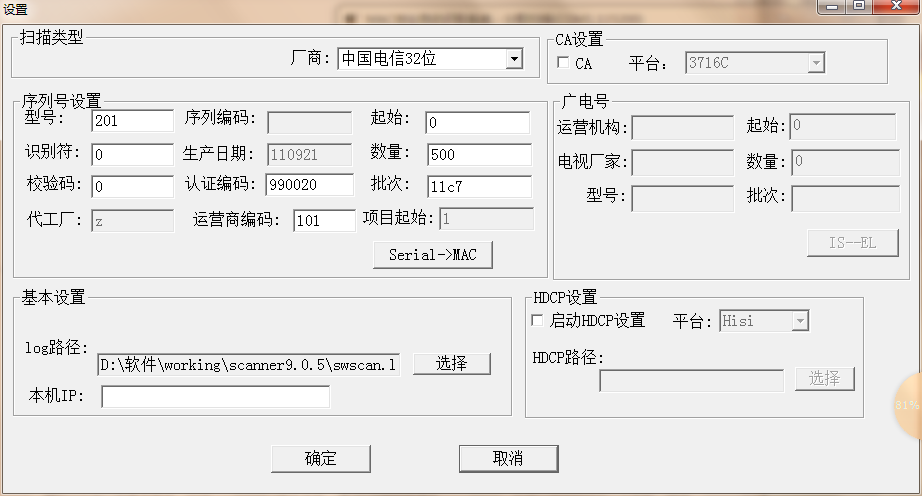 设置
扫描类型
厂商: 中国电信32位
CA设置
CA 平台: 3716C
序列号设置
型号: 201 序列编码: 起始: 0
识别符: 0 生产日期: 110921 数量: 500
校验码: 0 认证编码: 990020 批次: 11c7
代工厂: z 运营商编码: 101 项目起始: 1
Serial->MAC
广电号
运营机构: 起始: 0
电视厂家: 数量: 0
型号: 批次:
IS--EL
基本设置
log路径:
D:\软件\working\scanner9.0.5\swscan.l 选择
本机IP:
HDCP设置
启动HDCP设置 平台: Hisi
HDCP路径:
选择
81%
确定 取消